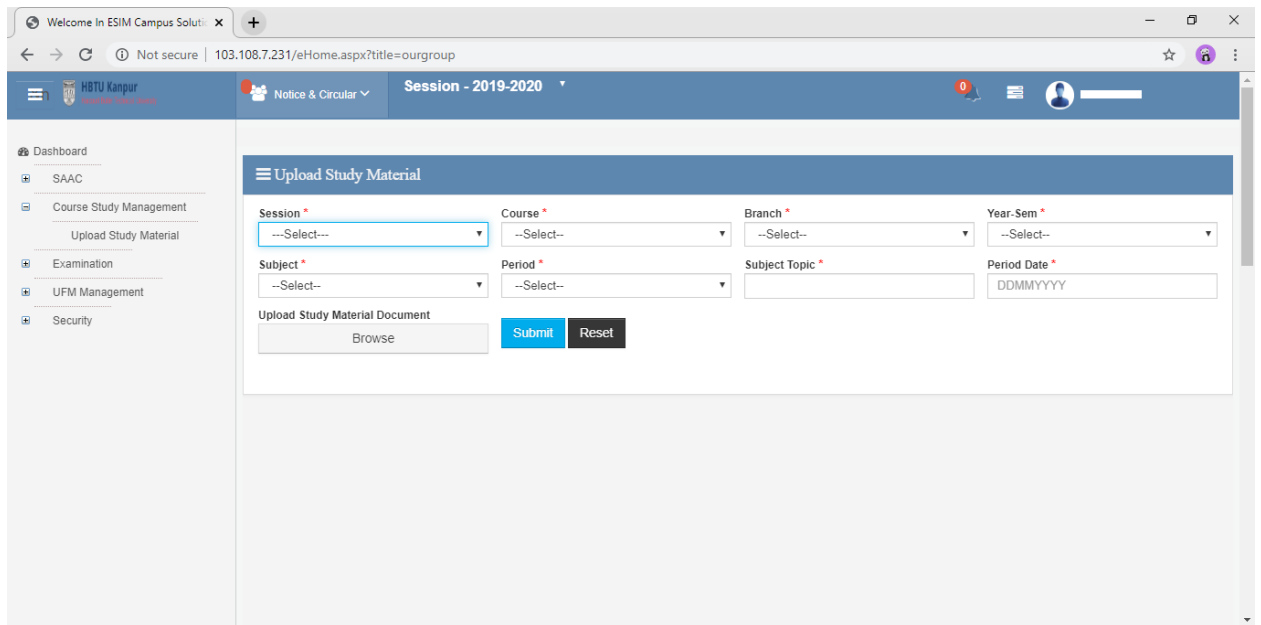 Welcome In ESIM Campus Soluti
Not secure | 103.108.7.231/eHome.aspx?title=ourgroup
HBTU Kanpur
Notice & Circular
Session - 2019-2020
0
Dashboard
SAAC
Course Study Management
Upload Study Material
Examination
UFM Management
Security
Upload Study Material
Session * Course * Branch * Year-Sem *
---Select--- --Select-- --Select-- --Select--
Subject * Period * Subject Topic * Period Date *
--Select-- --Select-- DDMMYYYY
Upload Study Material Document
Browse Submit Reset